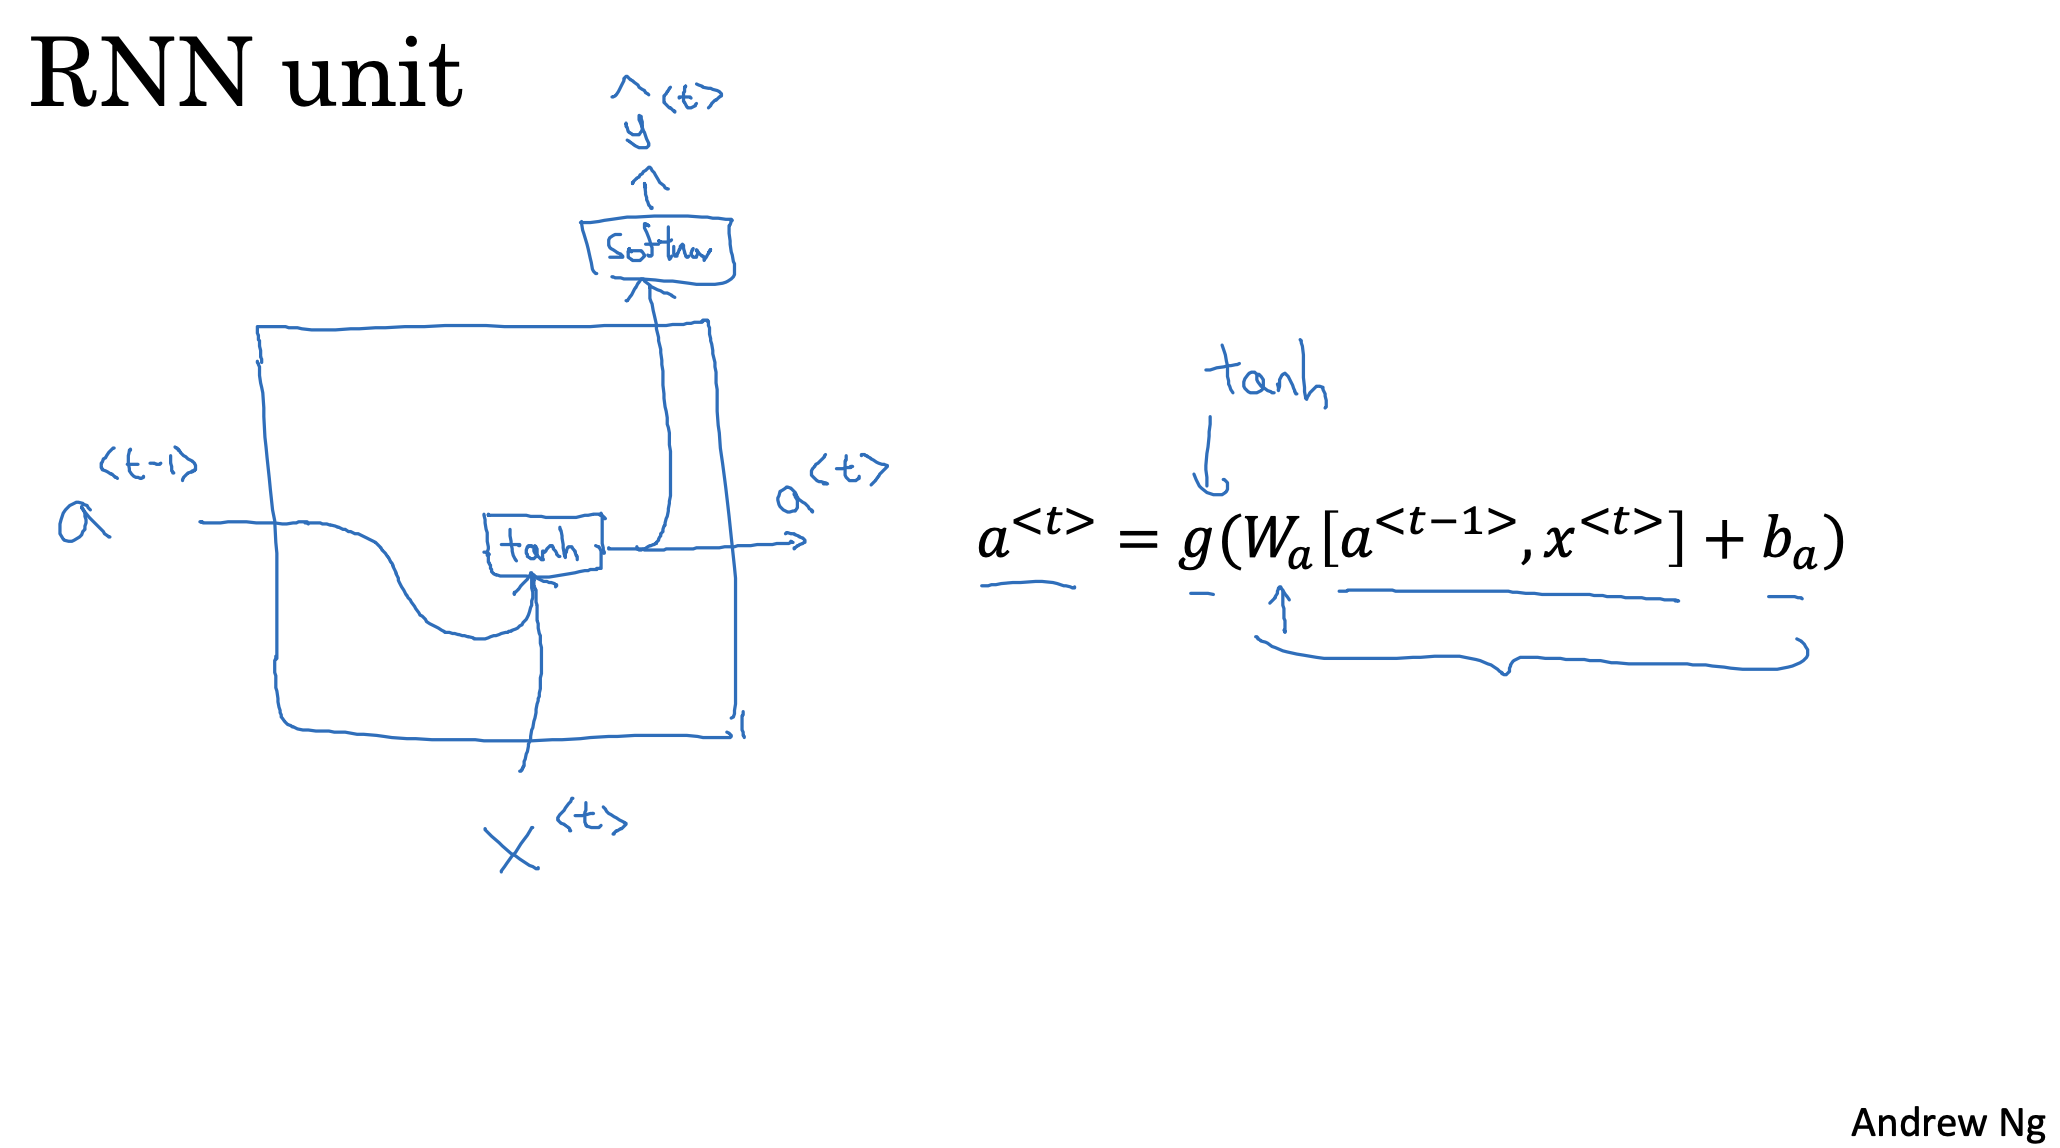 RNN unit
ŷ<t>
softmax
tanh
a<t-1>
a<t>
tanh
a<t> = g(Wₐ[a<t−1>, x<t>] + bₐ)
x<t>
Andrew Ng